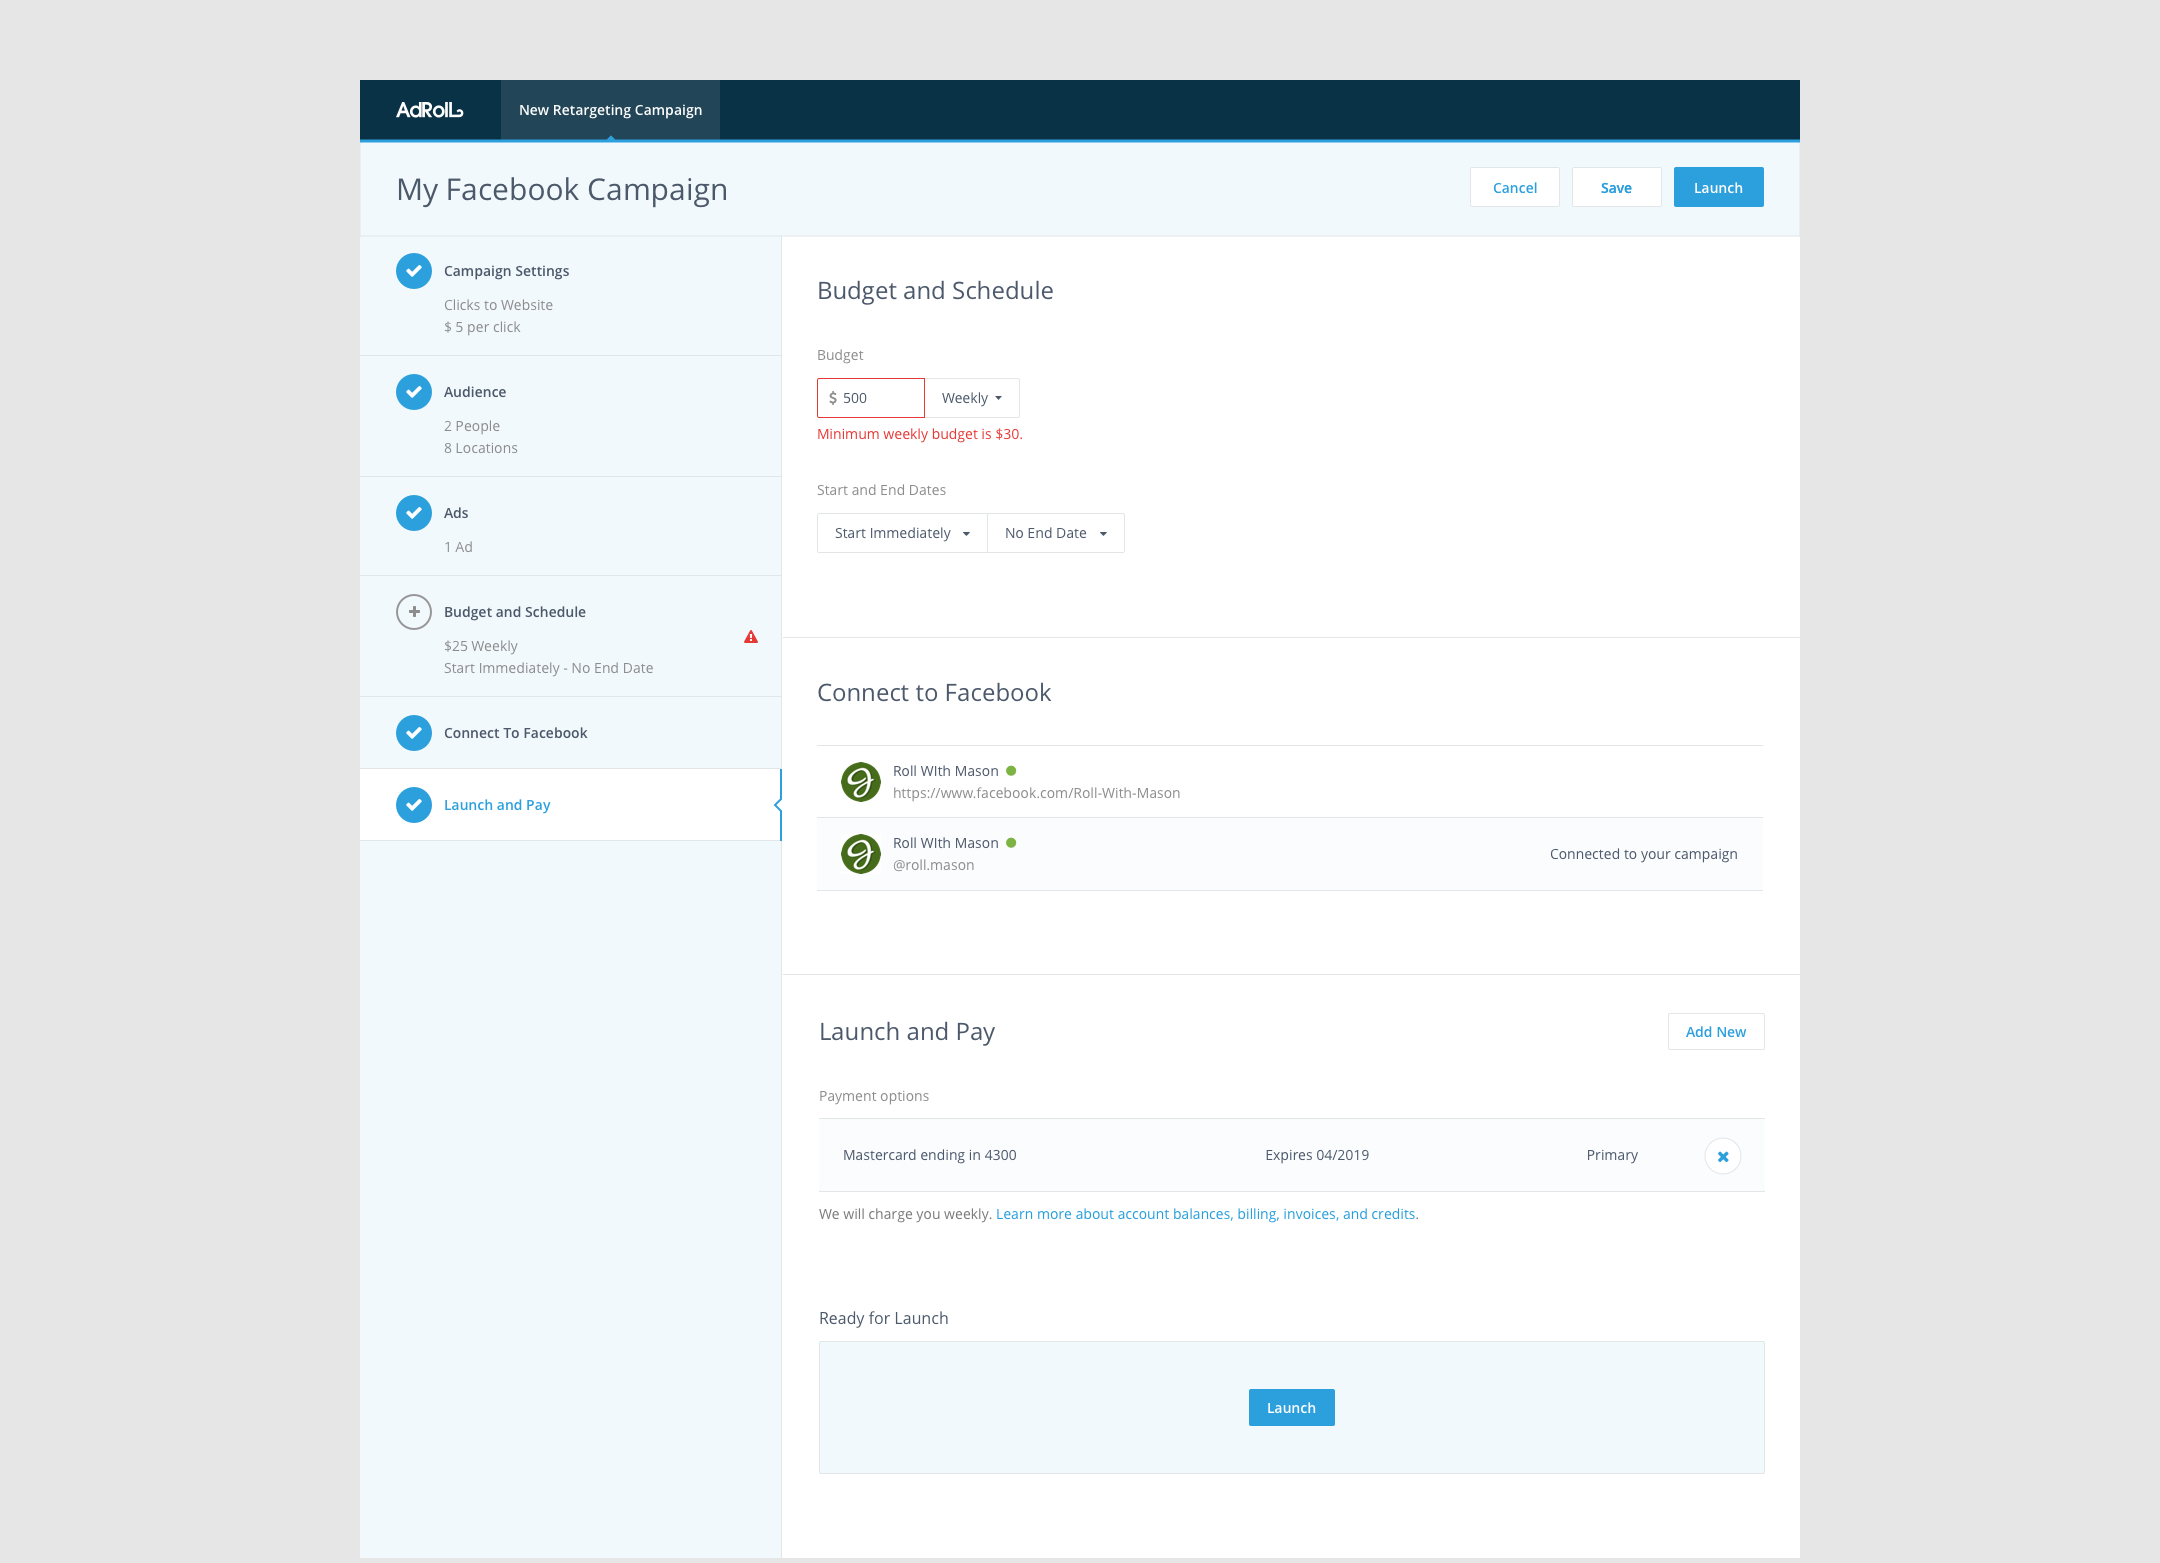 AdRoll
New Retargeting Campaign
My Facebook Campaign
Cancel
Save
Launch
Campaign Settings
Clicks to Website
$ 5 per click
Audience
2 People
8 Locations
Ads
1 Ad
Budget and Schedule
$25 Weekly
Start Immediately - No End Date
Connect To Facebook
Launch and Pay
Budget and Schedule
Budget
$ 500
Weekly
Minimum weekly budget is $30.
Start and End Dates
Start Immediately
No End Date
Connect to Facebook
Roll WIth Mason
https://www.facebook.com/Roll-With-Mason
Roll WIth Mason
@roll.mason
Connected to your campaign
Launch and Pay
Add New
Payment options
Mastercard ending in 4300
Expires 04/2019
Primary
We will charge you weekly. Learn more about account balances, billing, invoices, and credits.
Ready for Launch
Launch